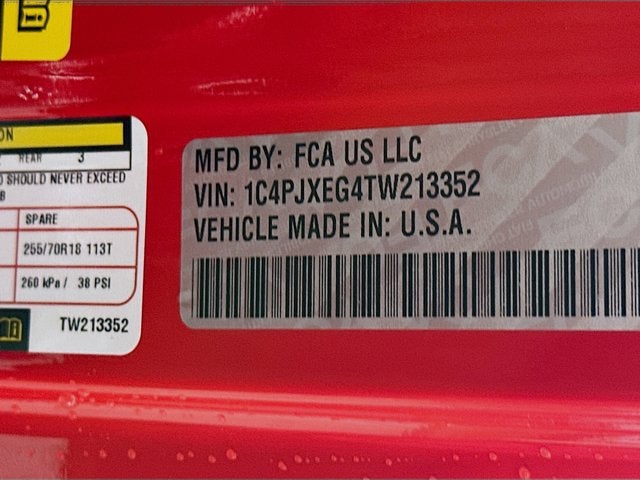 ON
REAR 3
SHOULD NEVER EXCEED
SPARE
255/70R18 113T
260 kPa / 38 PSI
TW213352
MFD BY: FCA US LLC
VIN: 1C4PJXEG4TW213352
VEHICLE MADE IN: U.S.A.